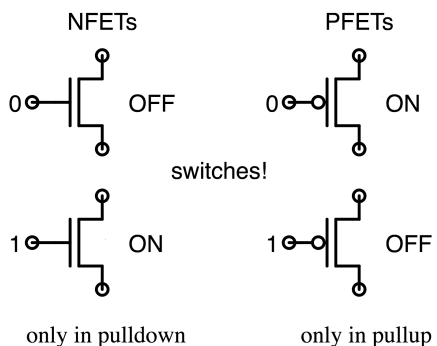 NFETs PFETs
0 OFF 0 ON
switches!
1 ON 1 OFF
only in pulldown only in pullup